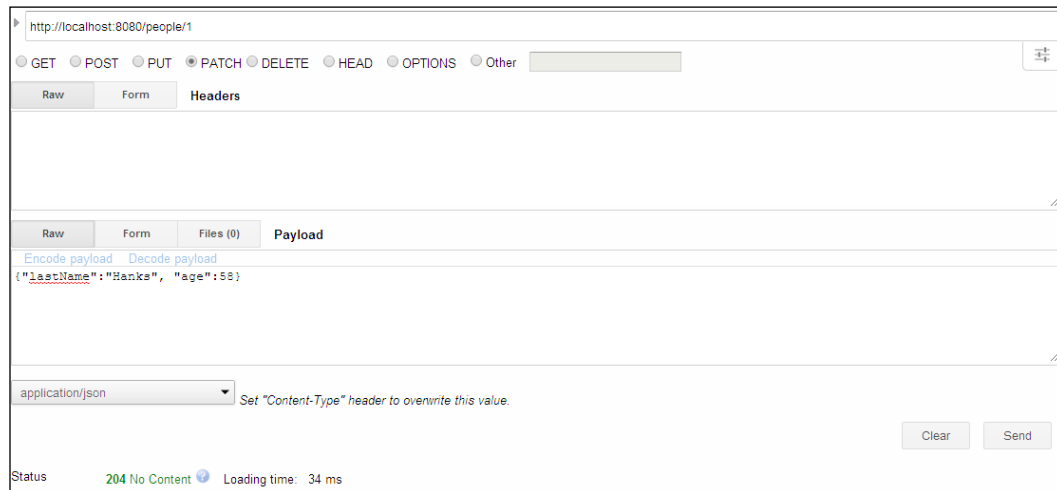 http://localhost:8080/people/1
GET POST PUT PATCH DELETE HEAD OPTIONS Other
Raw Form Headers
Raw Form Files (0) Payload
Encode payload Decode payload
{"lastName":"Hanks", "age":58}
application/json Set "Content-Type" header to overwrite this value.
Clear Send
Status 204 No Content ? Loading time: 34 ms